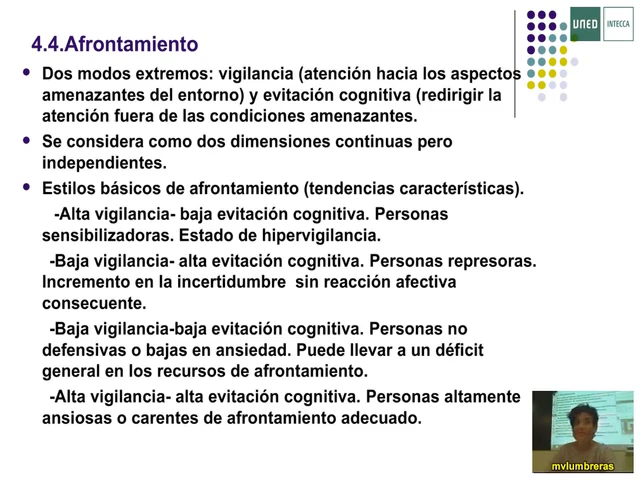 UNED INTECCA
4.4.Afrontamiento
Dos modos extremos: vigilancia (atención hacia los aspectos
amenazantes del entorno) y evitación cognitiva (redirigir la
atención fuera de las condiciones amenazantes.
Se considera como dos dimensiones continuas pero
independientes.
Estilos básicos de afrontamiento (tendencias características).
-Alta vigilancia- baja evitación cognitiva. Personas
sensibilizadoras. Estado de hipervigilancia.
-Baja vigilancia- alta evitación cognitiva. Personas represoras.
Incremento en la incertidumbre sin reacción afectiva
consecuente.
-Baja vigilancia-baja evitación cognitiva. Personas no
defensivas o bajas en ansiedad. Puede llevar a un déficit
general en los recursos de afrontamiento.
-Alta vigilancia- alta evitación cognitiva. Personas altamente
ansiosas o carentes de afrontamiento adecuado.
mvlumbreras